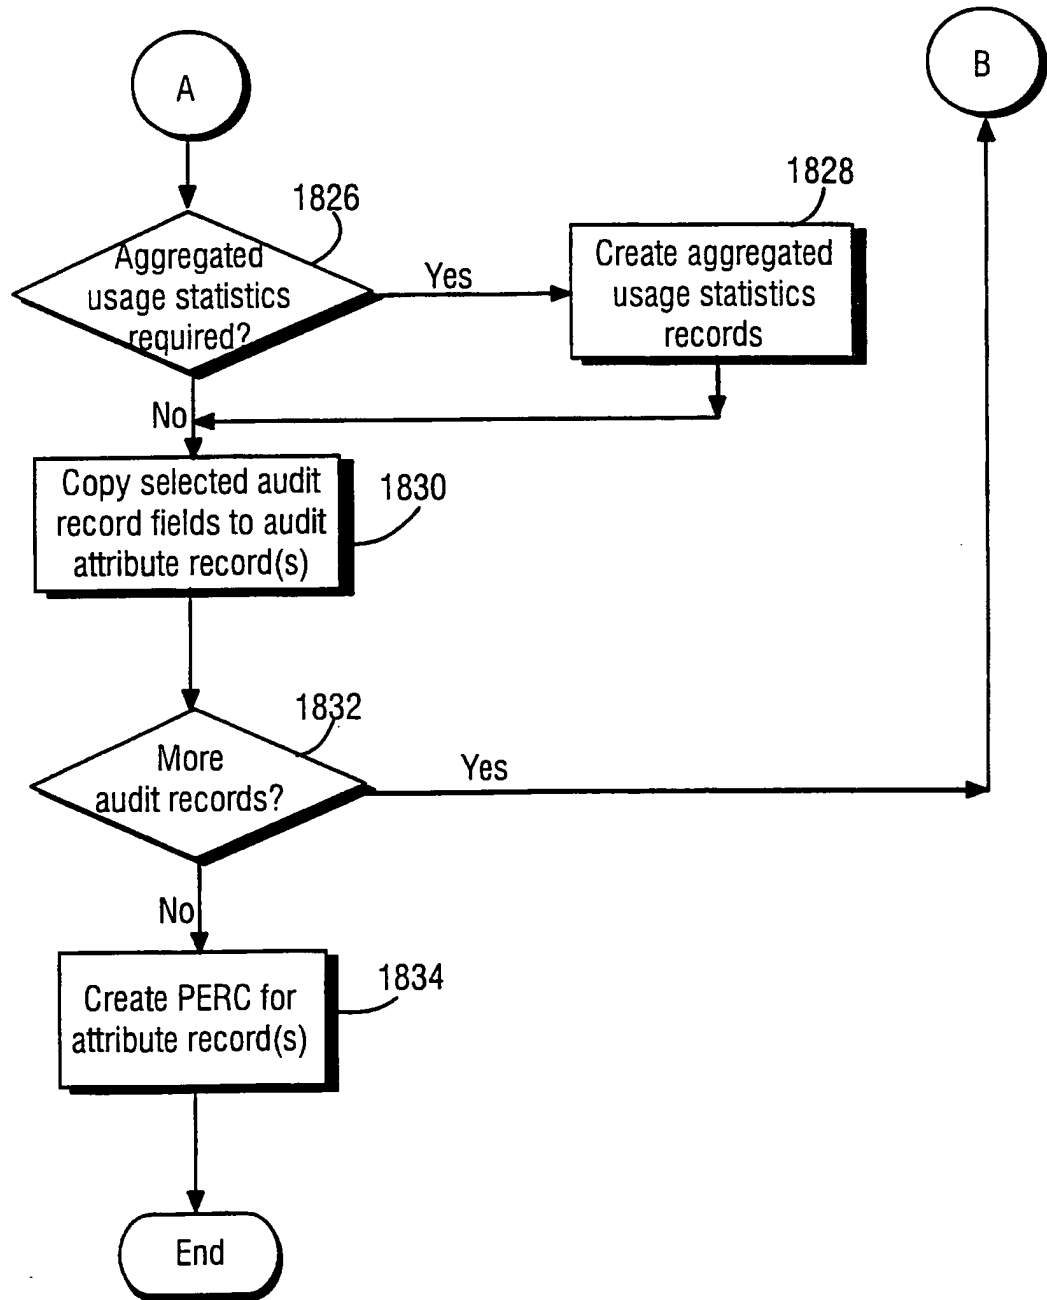 A
B
1826
1828
Aggregated
usage statistics
required?
Yes
Create aggregated
usage statistics
records
No
Copy selected audit
record fields to audit
attribute record(s)
1830
1832
More
audit records?
Yes
No
Create PERC for
attribute record(s)
1834
End